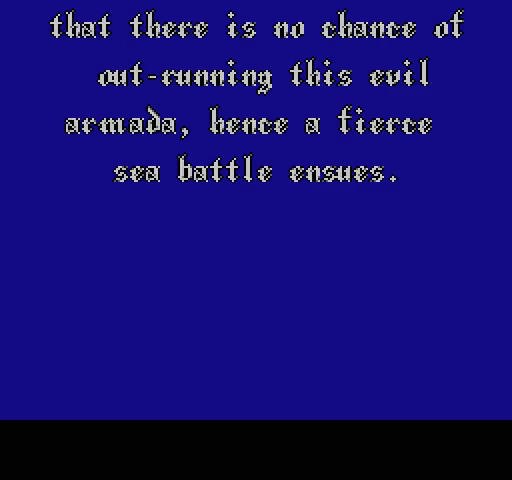 that there is no chance of
out-running this evil
armada, hence a fierce
sea battle ensues.